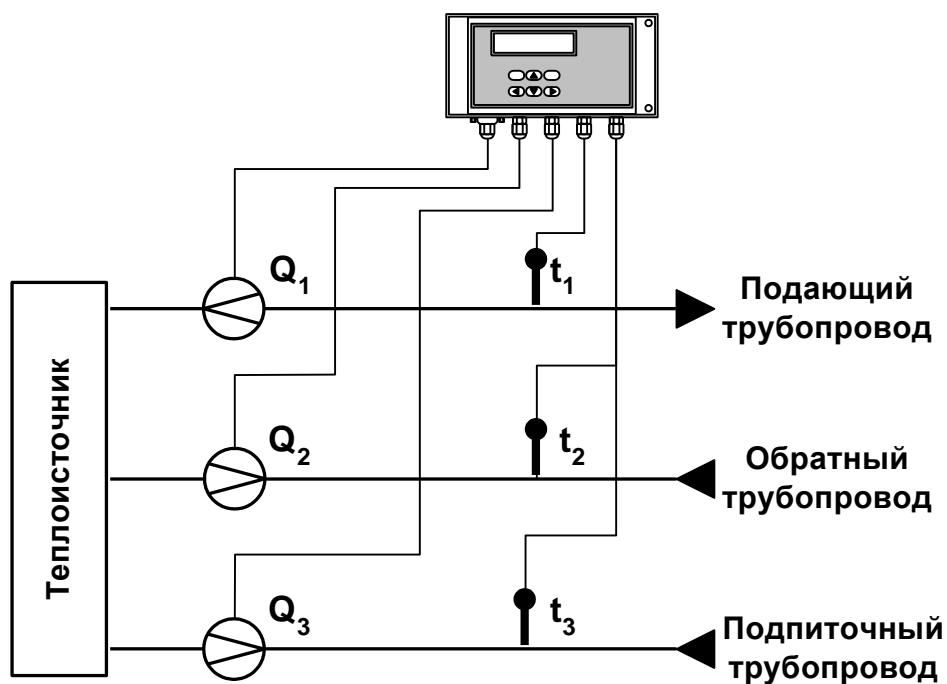 Q1
t1
Подающий
трубопровод
Теплоисточник
Q2
t2
Обратный
трубопровод
Q3
t3
Подпиточный
трубопровод